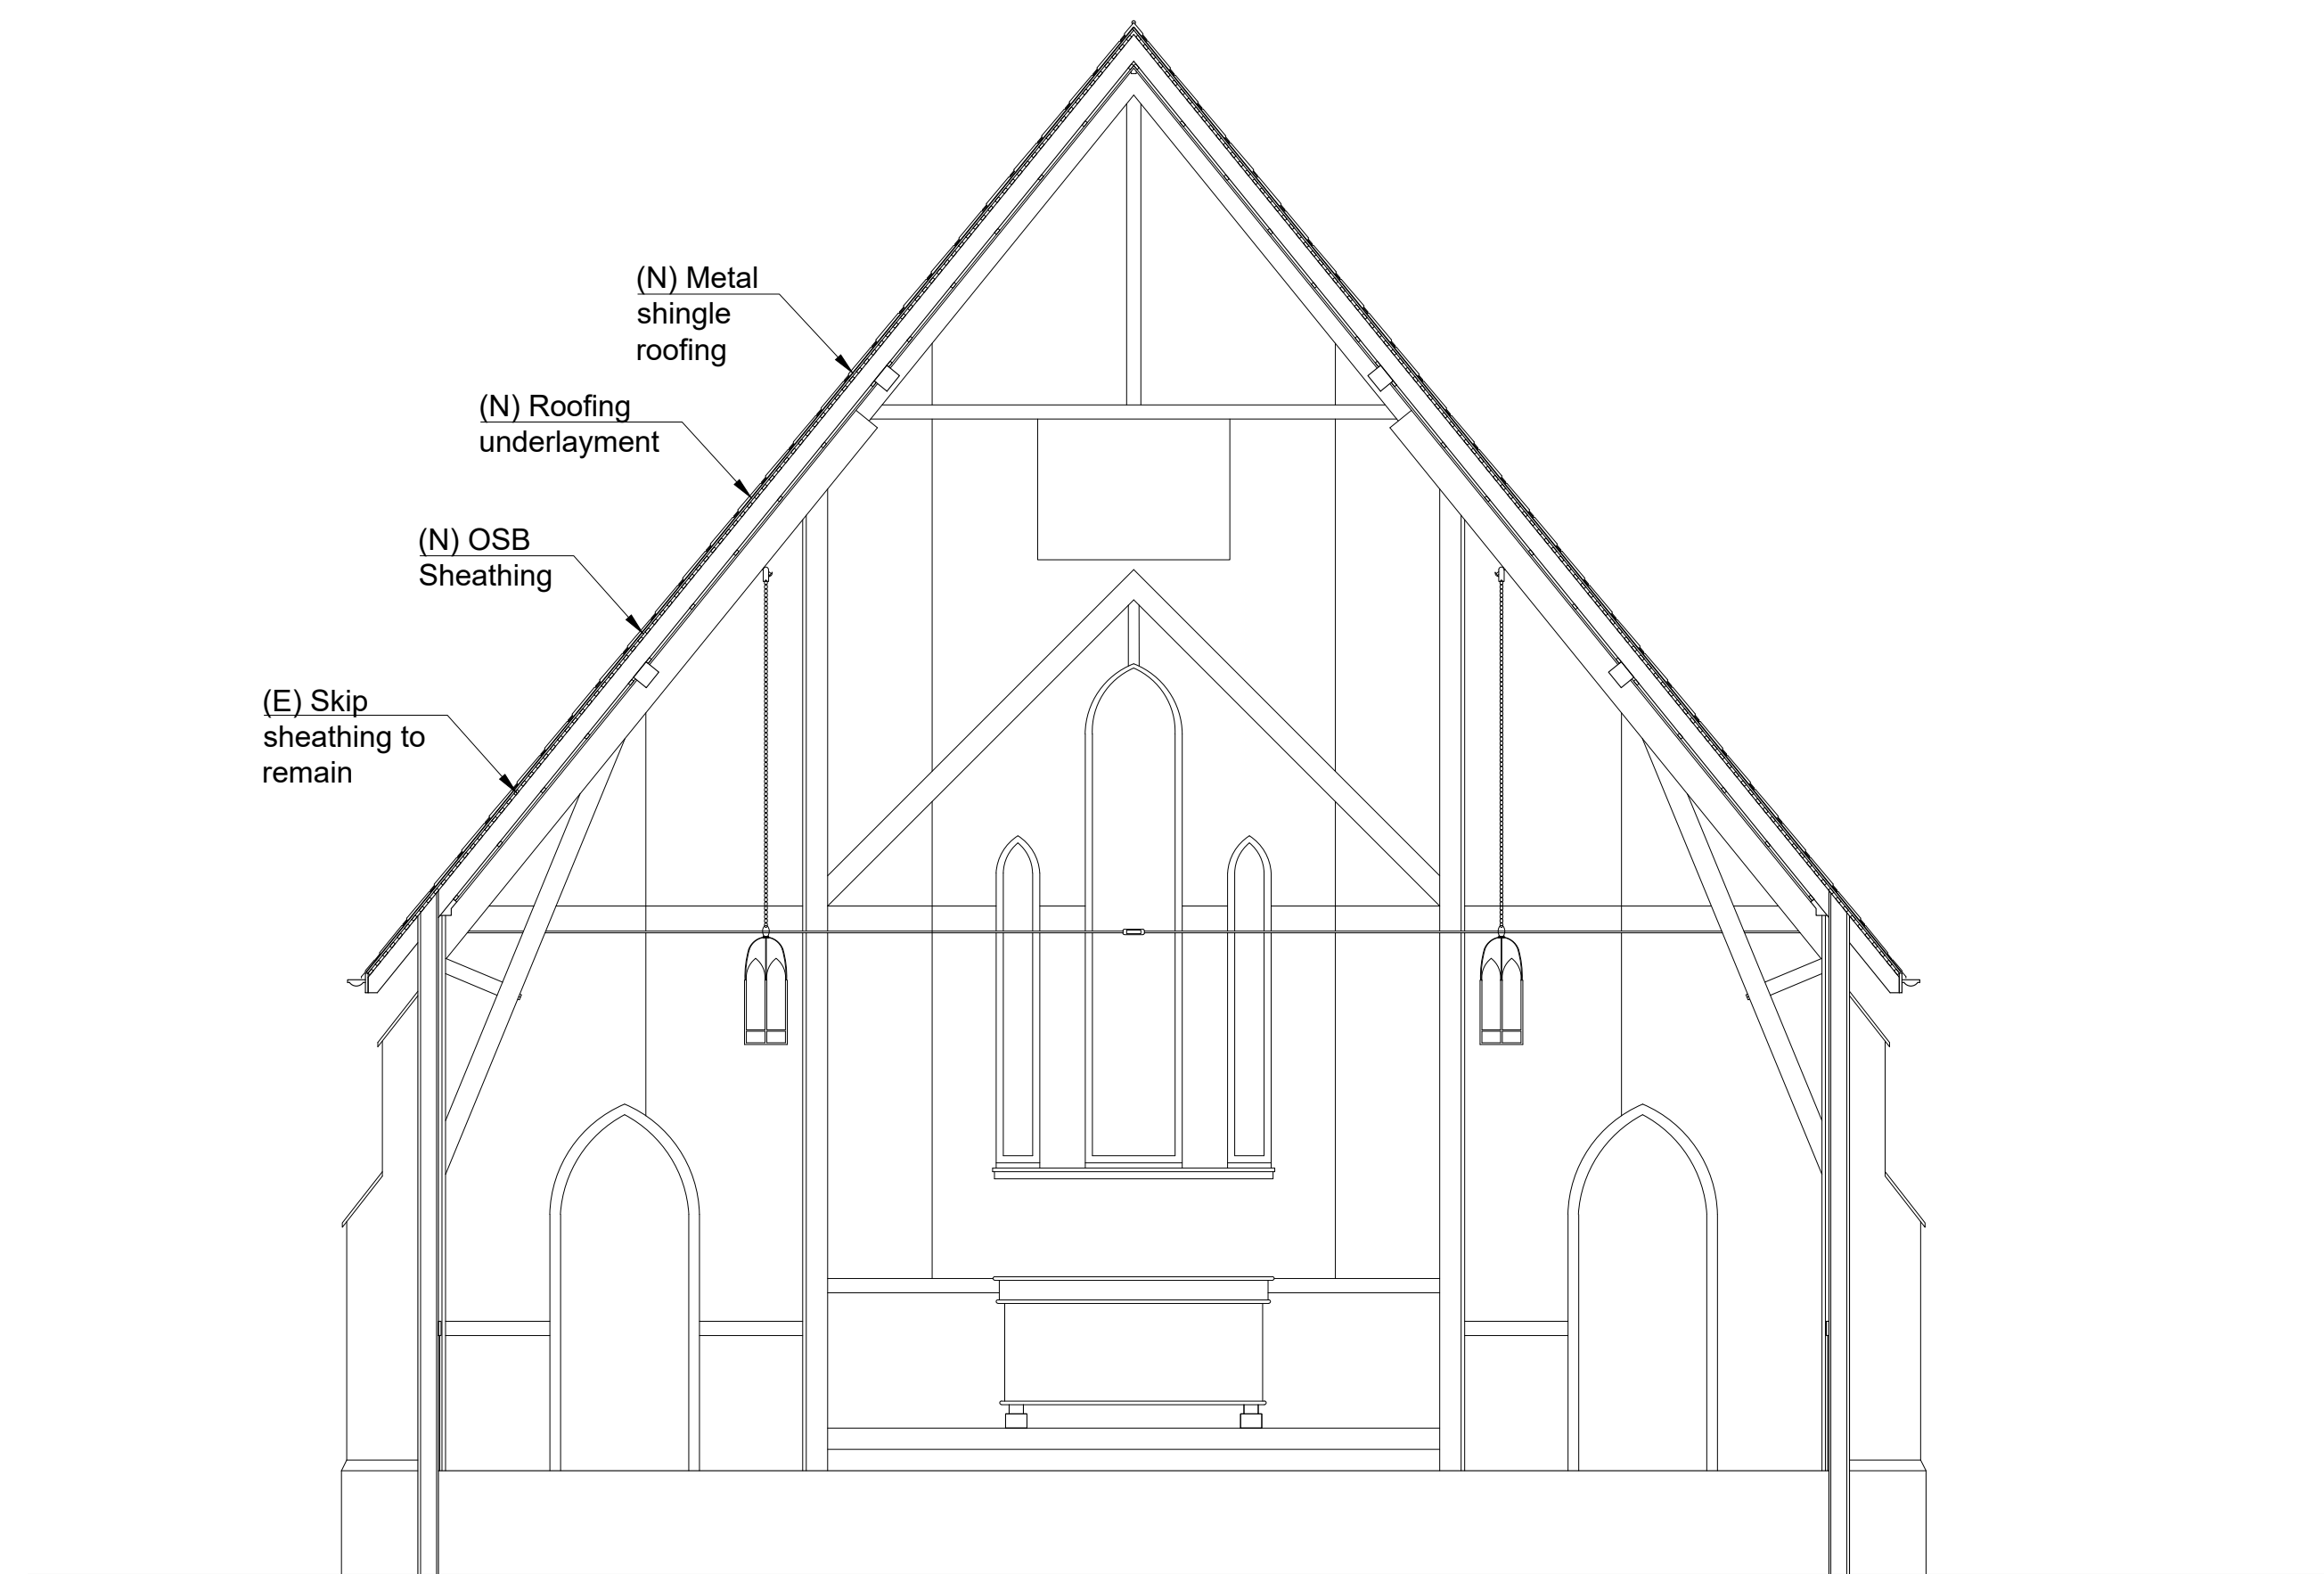 (N) Metal
shingle
roofing
(N) Roofing
underlayment
(N) OSB
Sheathing
(E) Skip
sheathing to
remain